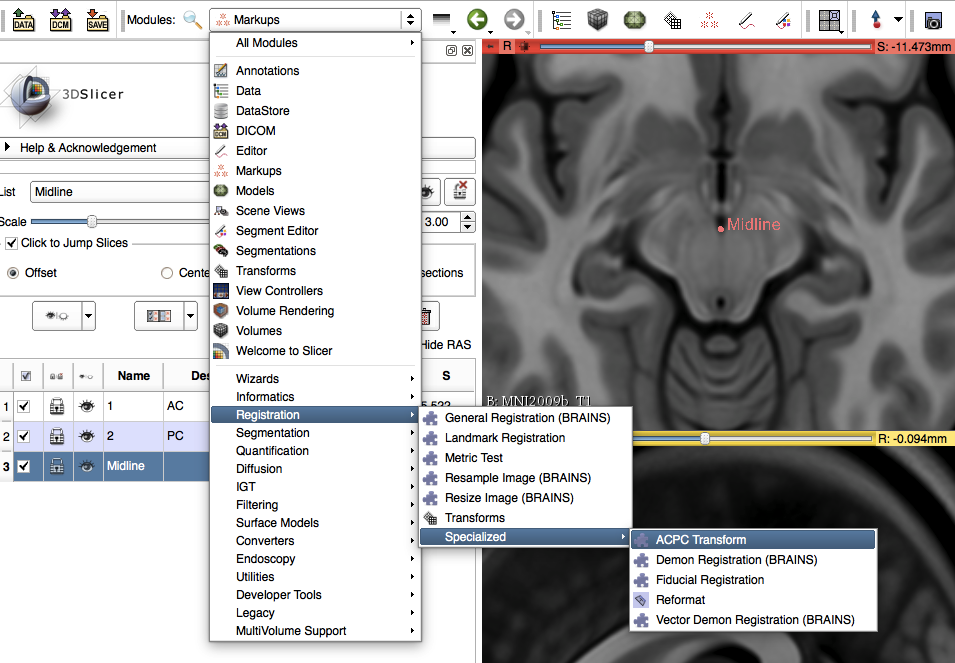 DATA DCM SAVE Modules: Markups
R S: -11.473mm
All Modules
Annotations
Data
DataStore
DICOM
Editor
Markups
Models
Scene Views
Segment Editor
Segmentations
Transforms
View Controllers
Volume Rendering
Volumes
Welcome to Slicer
Wizards
Informatics
Registration
Segmentation
Quantification
Diffusion
IGT
Filtering
Surface Models
Converters
Endoscopy
Utilities
Developer Tools
Legacy
MultiVolume Support
3DSlicer
Help & Acknowledgement
List Midline
Scale 3.00
Click to Jump Slices
Offset Cente sections
Hide RAS
Name Des S
1 1 AC 5.522
2 2 PC
3 Midline
General Registration (BRAINS)
Landmark Registration
Metric Test
Resample Image (BRAINS)
Resize Image (BRAINS)
Transforms
Specialized
ACPC Transform
Demon Registration (BRAINS)
Fiducial Registration
Reformat
Vector Demon Registration (BRAINS)
Midline
B: MNI2009b_T1
R: -0.094mm